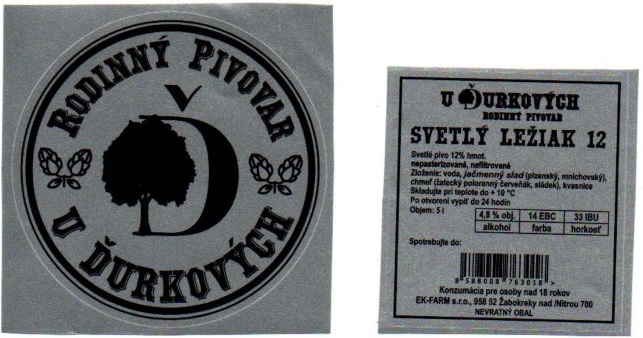 RODINNÝ PIVOVAR
Ď
U ĎURKOVÝCH
U ĎURKOVÝCH
RODINNÝ PIVOVAR
SVETLÝ LEŽIAK 12
Svetlé pivo 12% hmot.
nepasterizované, nefiltrované
Zloženie: voda, jačmenný slad (plzenský, mníchovský),
chmeľ (žatecký poloranný červeňák, sládek), kvasnice
Skladujte pri teplote do + 10 °C
Po otvorení vypiť do 24 hodín
Objem: 5 l
4,8 % obj. 14 EBC 33 IBU
alkohol farba horkosť
Spotrebujte do:
8 588008 763018 >
Konzumácia pre osoby nad 18 rokov
EK-FARM s.r.o., 958 52 Žabokreky nad /Nitrou 700
NEVRATNÝ OBAL